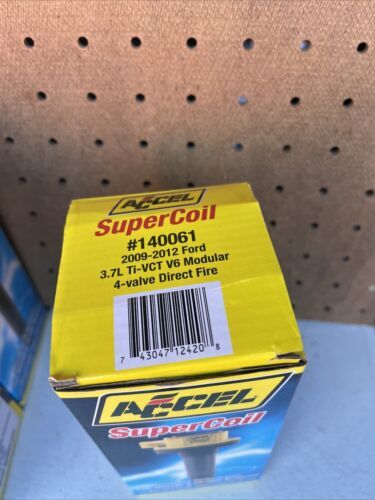 ACCEL
SuperCoil
#140061
2009-2012 Ford
3.7L Ti-VCT V6 Modular
4-valve Direct Fire
7 43047 12420 8
ACCEL
SuperCoil